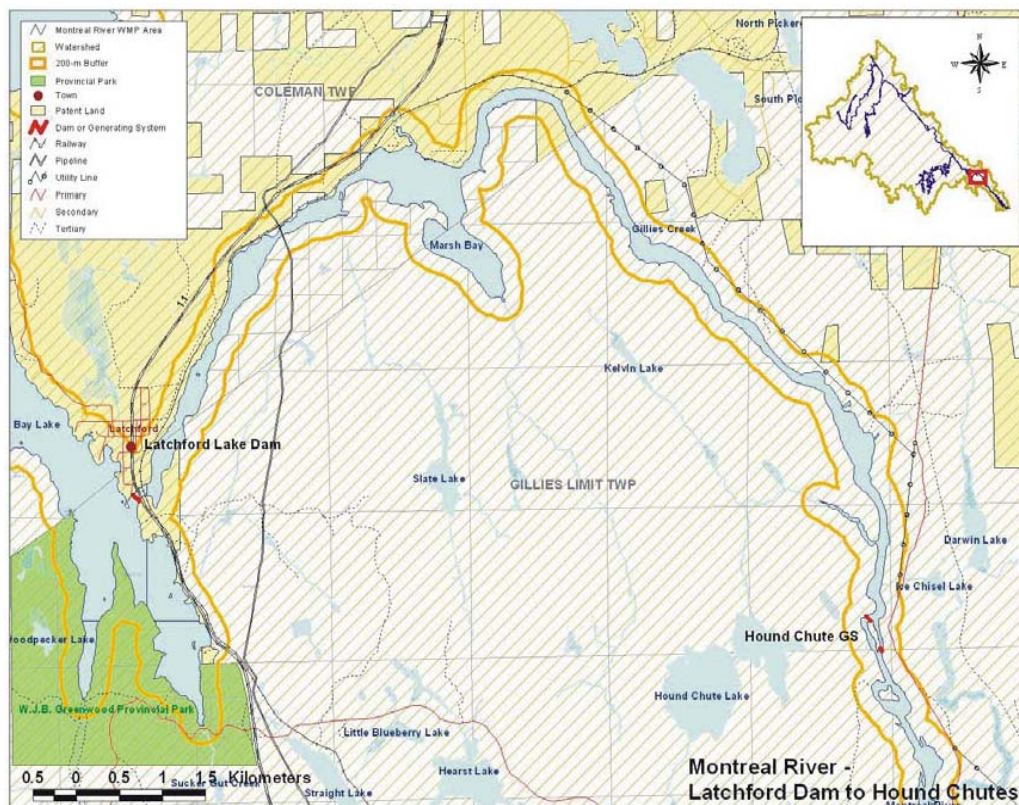 Montreal River WMP Area
Watershed
200-m Buffer
Provincial Park
Town
Patent Land
Dam or Generating System
Railway
Pipeline
Utility Line
Primary
Secondary
Tertiary
North Picker
COLEMAN TWP
South Pic
N
W
E
S
Gillies Creek
Marsh Bay
11
Kelvin Lake
Bay Lake
Latchford
Latchford Lake Dam
Slate Lake
GILLIES LIMIT TWP
Darwin Lake
Ice Chisel Lake
oodpecker Lake
Hound Chute GS
Hound Chute Lake
W.J.B. Greenwood Provincial Park
Little Blueberry Lake
0.5 0 0.5 1 1.5 Kilometers
Sucker Gut Creek
Hearst Lake
Straight Lake
Montreal River -
Latchford Dam to Hound Chutes